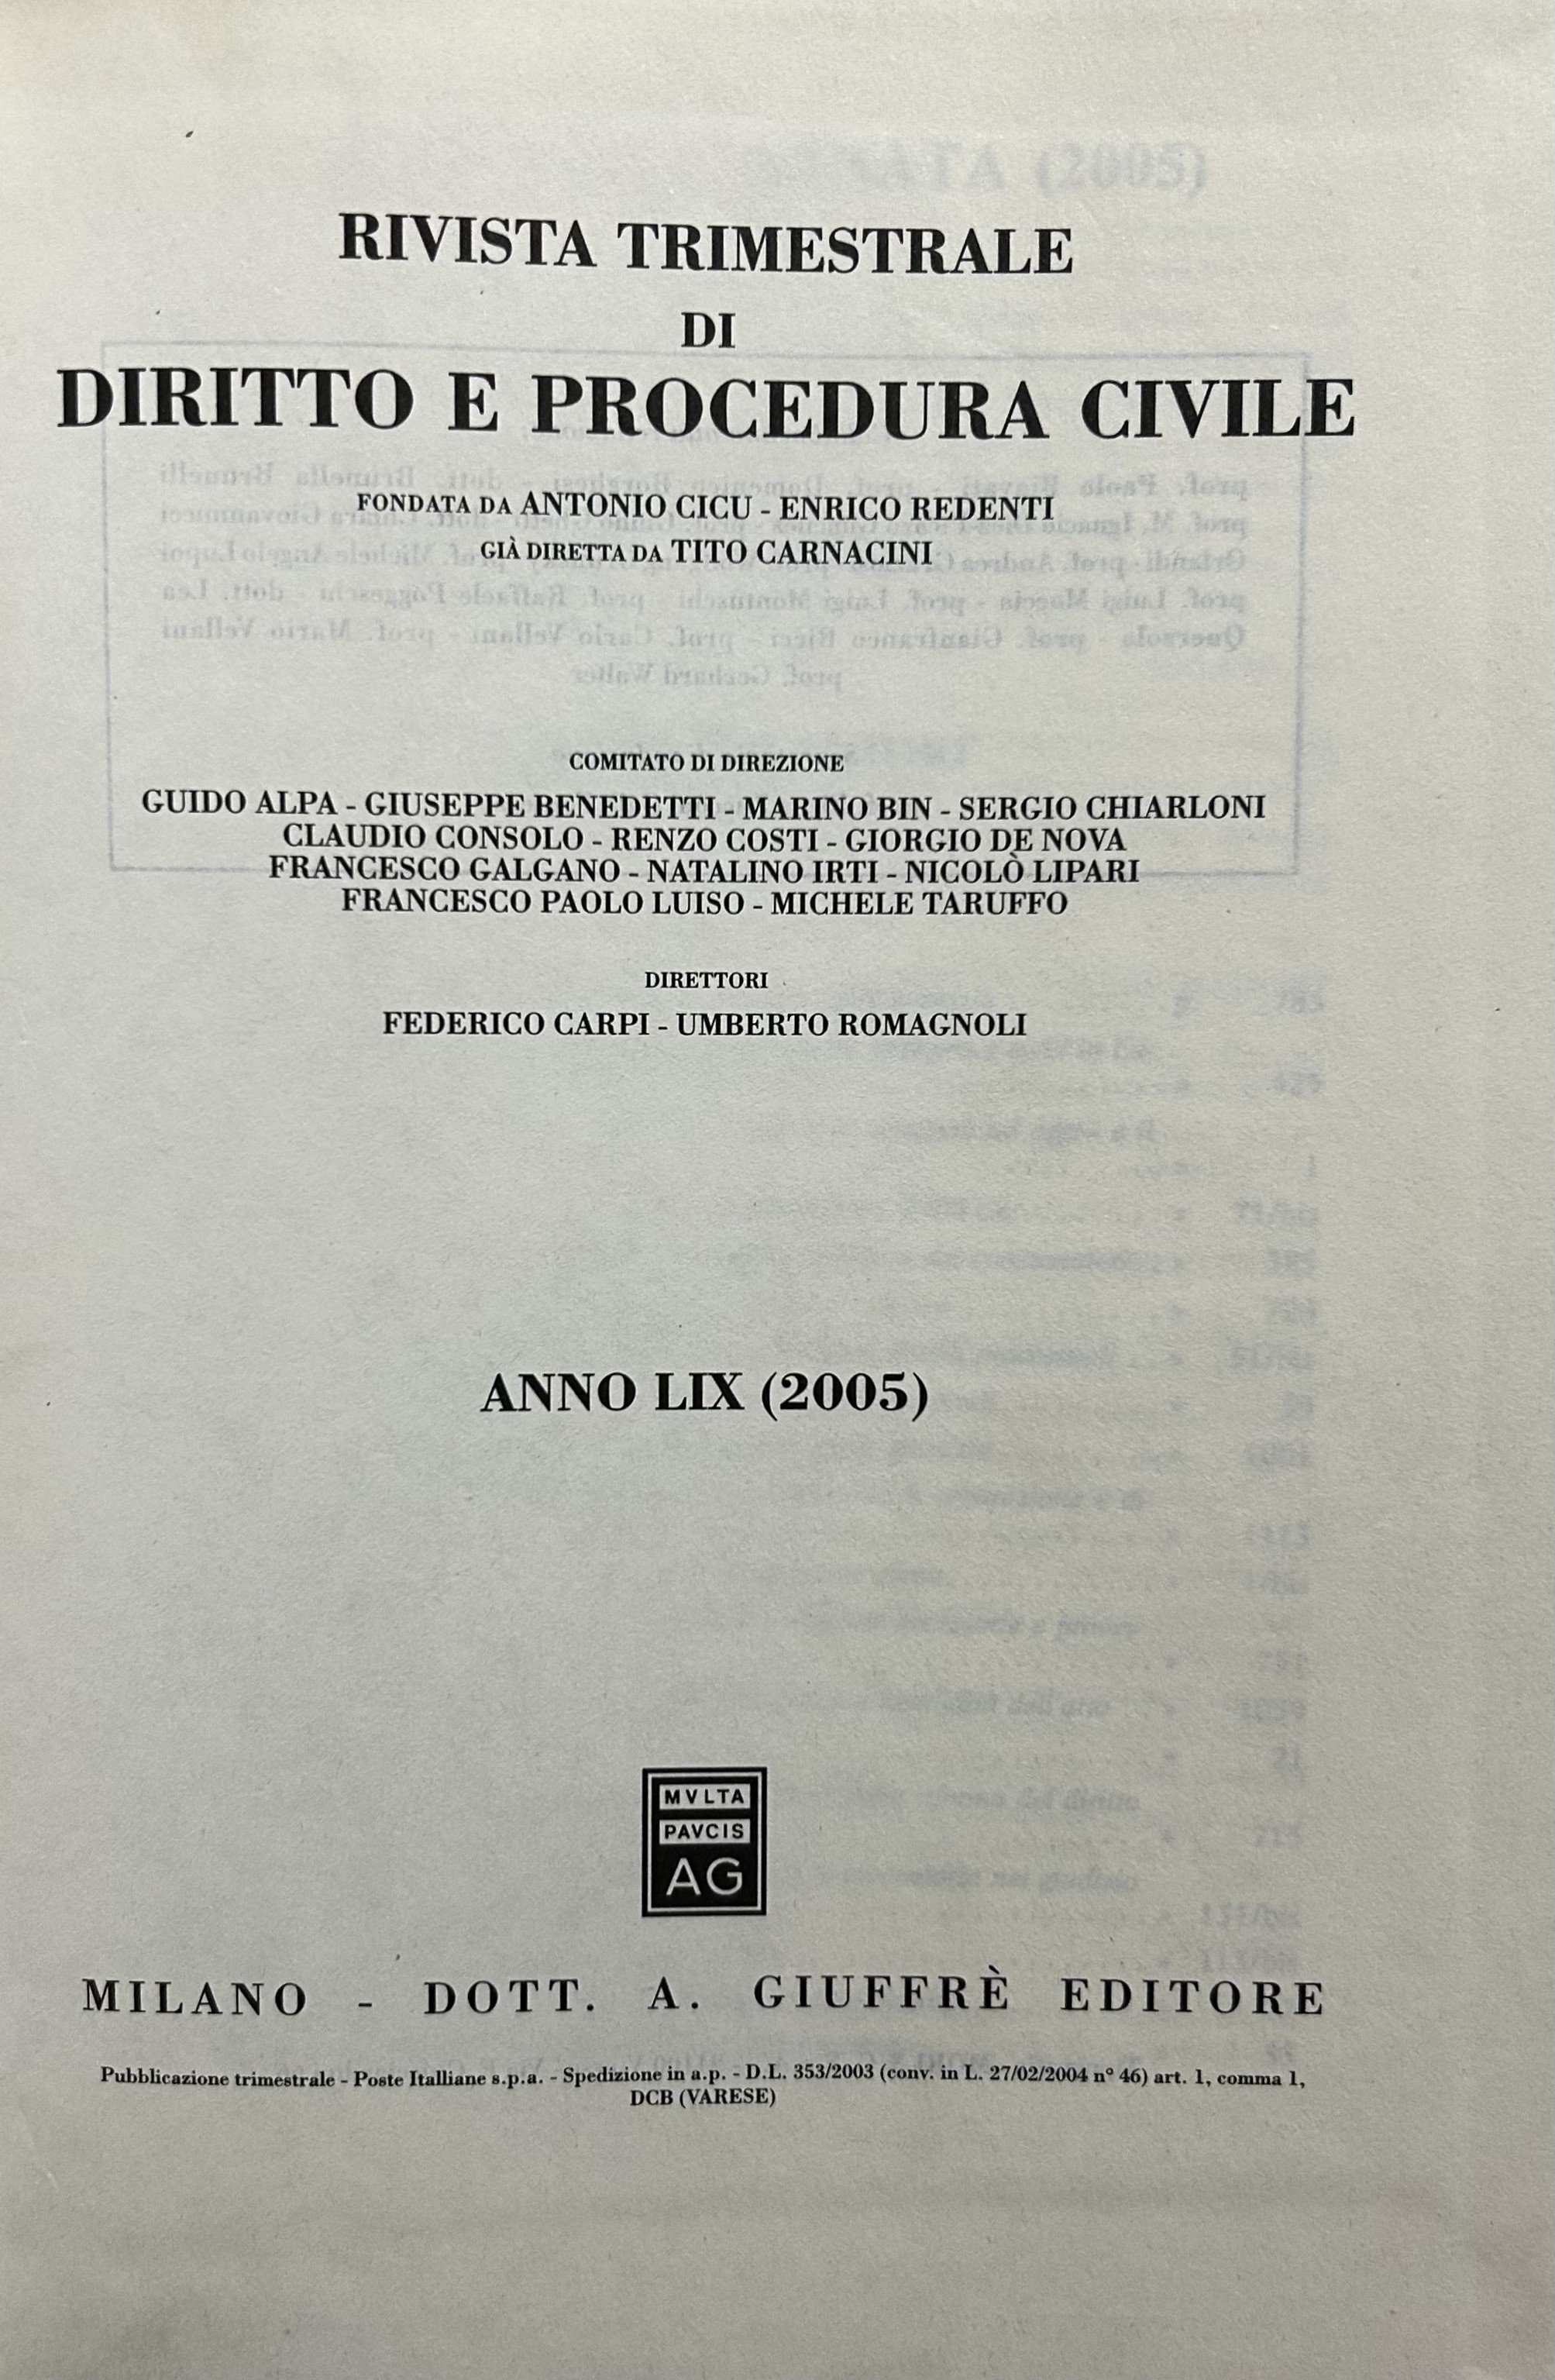 RIVISTA TRIMESTRALE
DI
DIRITTO E PROCEDURA CIVILE
FONDATA DA ANTONIO CICU - ENRICO REDENTI
GIÀ DIRETTA DA TITO CARNACINI
COMITATO DI DIREZIONE
GUIDO ALPA - GIUSEPPE BENEDETTI - MARINO BIN - SERGIO CHIARLONI
CLAUDIO CONSOLO - RENZO COSTI - GIORGIO DE NOVA
FRANCESCO GALGANO - NATALINO IRTI - NICOLÒ LIPARI
FRANCESCO PAOLO LUISO - MICHELE TARUFFO
DIRETTORI
FEDERICO CARPI - UMBERTO ROMAGNOLI
ANNO LIX (2005)
MVLTA
PAVCIS
AG
MILANO - DOTT. A. GIUFFRÈ EDITORE
Pubblicazione trimestrale - Poste Italliane s.p.a. - Spedizione in a.p. - D.L. 353/2003 (conv. in L. 27/02/2004 n° 46) art. 1, comma 1,
DCB (VARESE)